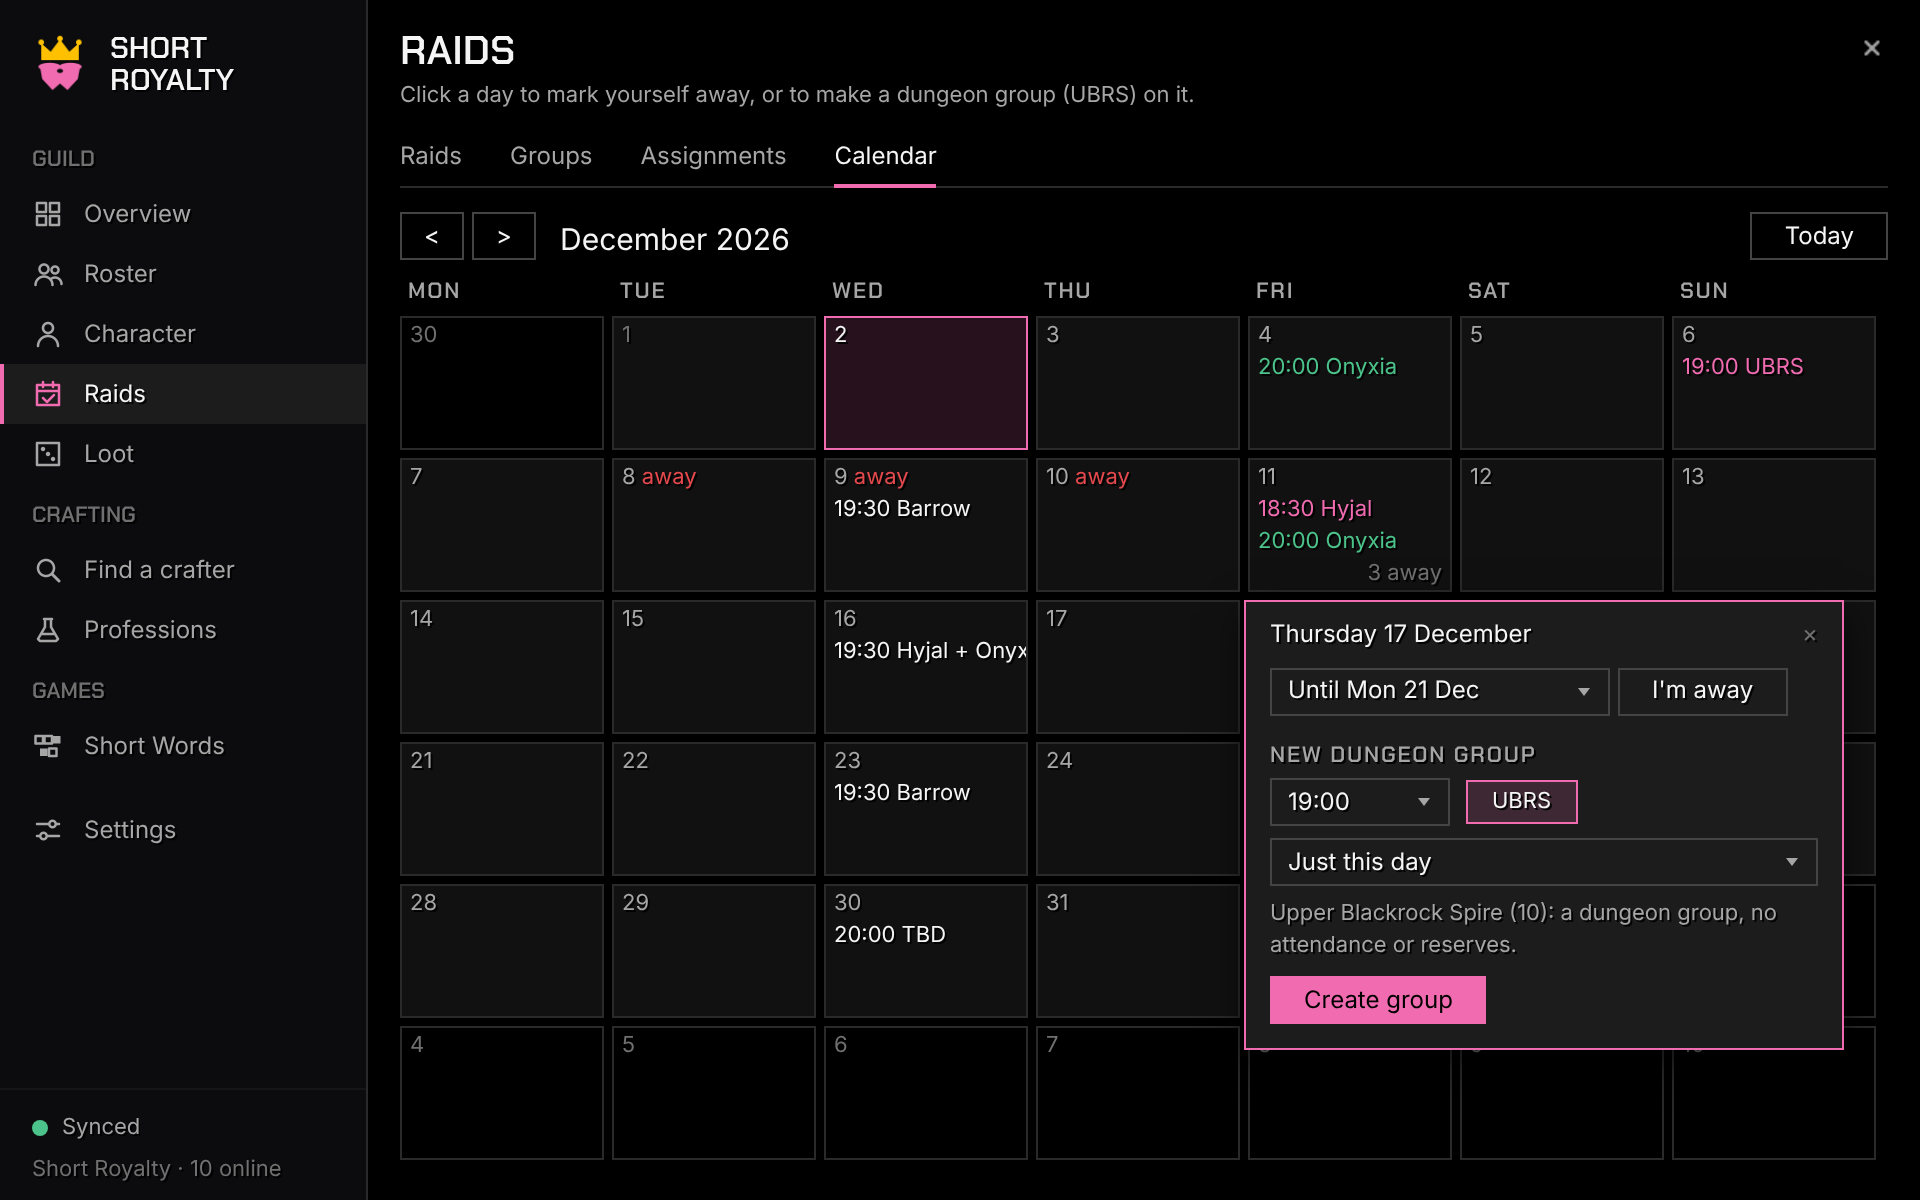 SHORT
ROYALTY
GUILD
Overview
Roster
Character
Raids
Loot
CRAFTING
Find a crafter
Professions
GAMES
Short Words
Settings
Synced
Short Royalty · 10 online
RAIDS
×
Click a day to mark yourself away, or to make a dungeon group (UBRS) on it.
Raids Groups Assignments Calendar
< > December 2026 Today
MON TUE WED THU FRI SAT SUN
30 1 2 3 4 5 6
20:00 Onyxia 19:00 UBRS
7 8 away 9 away 10 away 11 12 13
19:30 Barrow 18:30 Hyjal
20:00 Onyxia
3 away
14 15 16 17
19:30 Hyjal + Onyx
21 22 23 24
19:30 Barrow
28 29 30 31
20:00 TBD
4 5 6 7
Thursday 17 December ×
Until Mon 21 Dec I'm away
NEW DUNGEON GROUP
19:00 UBRS
Just this day
Upper Blackrock Spire (10): a dungeon group, no
attendance or reserves.
Create group